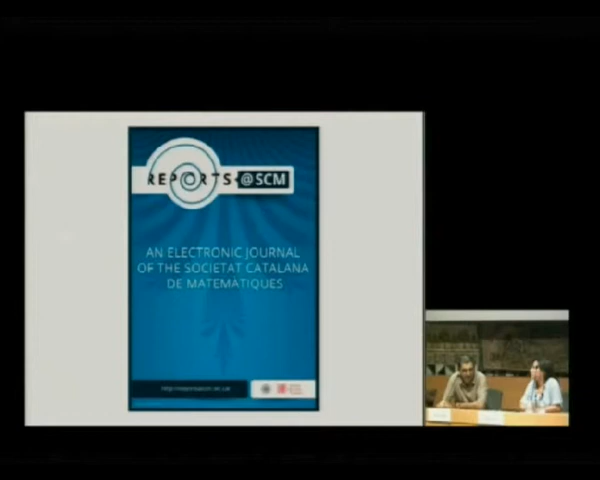 REPORTS@SCM
AN ELECTRONIC JOURNAL
OF THE SOCIETAT CATALANA
DE MATEMÀTIQUES